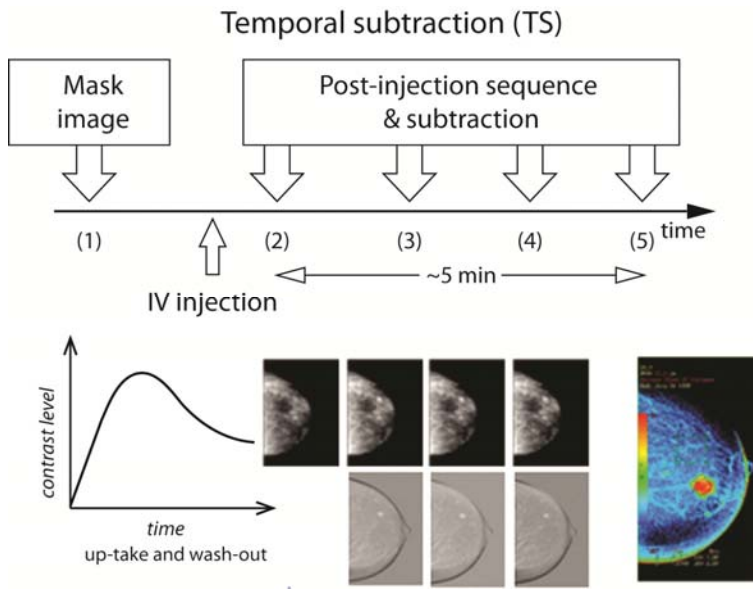 Temporal subtraction (TS)
Mask
image
Post-injection sequence
& subtraction
time
(1)
(2)
(3)
(4)
(5)
~5 min
IV injection
contrast level
time
up-take and wash-out